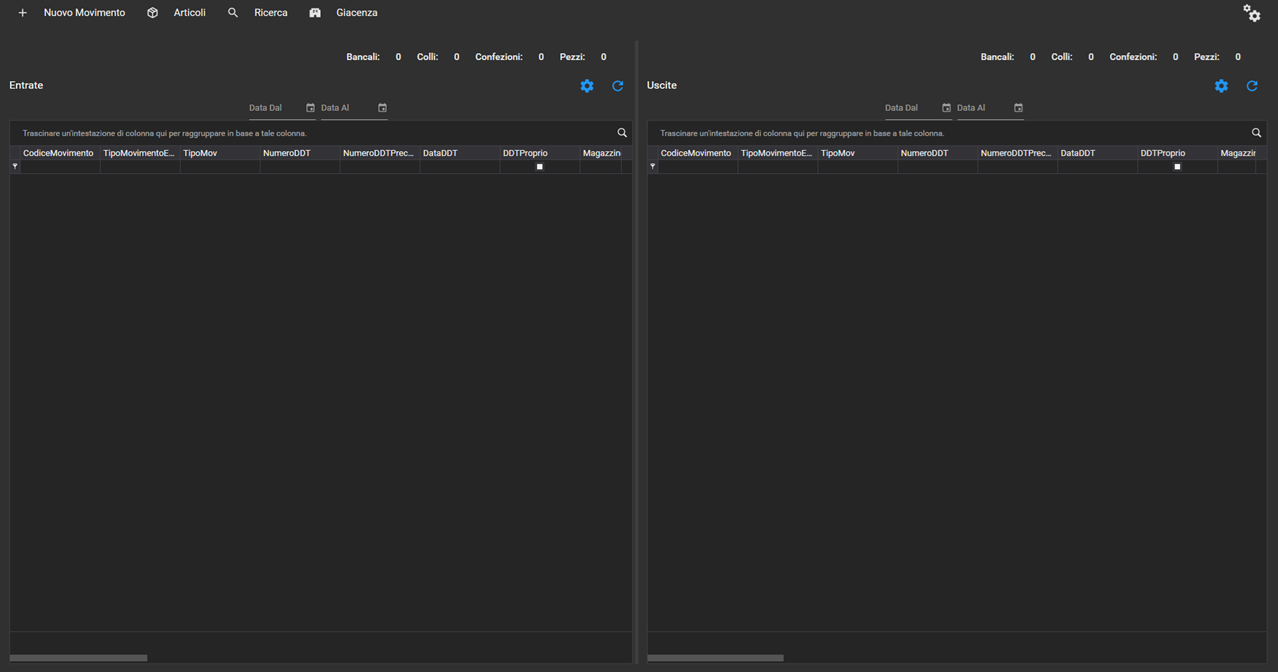 Nuovo Movimento Articoli Ricerca Giacenza
Bancali: 0 Colli: 0 Confezioni: 0 Pezzi: 0
Entrate
Data Dal Data Al
Trascinare un'intestazione di colonna qui per raggruppare in base a tale colonna.
CodiceMovimento TipoMovimentoE... TipoMov NumeroDDT NumeroDDTPrec... DataDDT DDTProprio Magazzin
Bancali: 0 Colli: 0 Confezioni: 0 Pezzi: 0
Uscite
Data Dal Data Al
Trascinare un'intestazione di colonna qui per raggruppare in base a tale colonna.
CodiceMovimento TipoMovimentoE... TipoMov NumeroDDT NumeroDDTPrec... DataDDT DDTProprio Magazzir